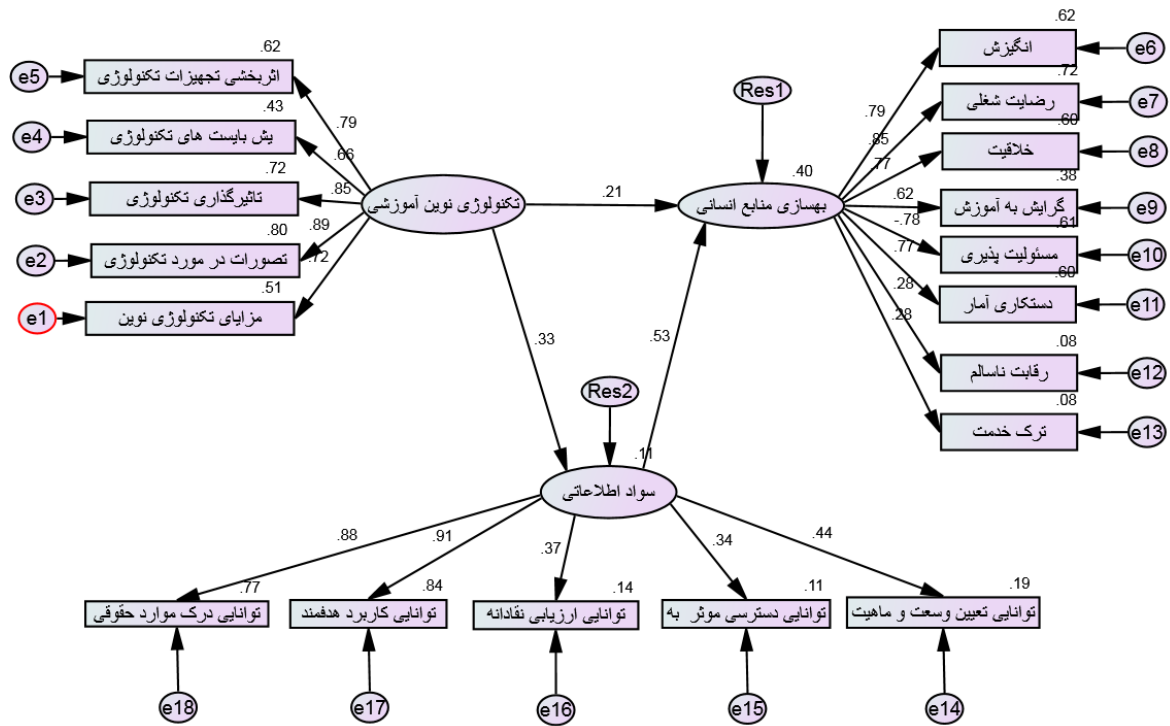 .62
اثربخشی تجهیزات تکنولوژی
e5
.43
یش بایست های تکنولوژی
e4
.72
تاثیرگذاری تکنولوژی
e3
.80
تصورات در مورد تکنولوژی
e2
.51
مزایای تکنولوژی نوین
e1
.79
.66
.85
.89
.72
تکنولوژی نوین آموزشی
.21
.33
Res1
.40
بهسازی منابع انسانی
.53
.79
.85
.77
.62
-.78
.77
.28
.28
.62
انگیزش
e6
.72
رضایت شغلی
e7
.60
خلاقیت
e8
.38
گرایش به آموزش
e9
.61
مسئولیت پذیری
e10
.60
دستکاری آمار
e11
.08
رقابت ناسالم
e12
.08
ترک خدمت
e13
Res2
.11
سواد اطلاعاتی
.88
.91
.37
.34
.44
.77
توانایی درک موارد حقوقی
e18
.84
توانایی کاربرد هدفمند
e17
.14
توانایی ارزیابی نقادانه
e16
.11
توانایی دسترسی موثر به
e15
.19
توانایی تعیین وسعت و ماهیت
e14